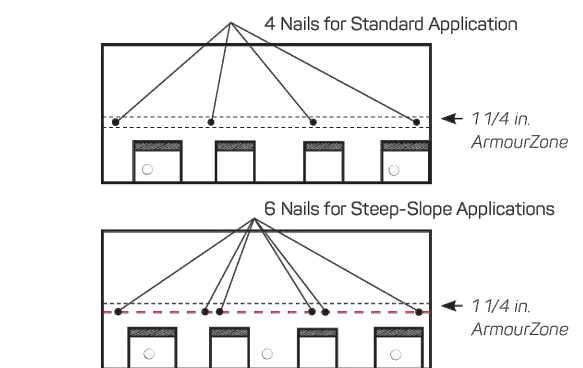 4 Nails for Standard Application
1 1/4 in.
ArmourZone
6 Nails for Steep-Slope Applications
1 1/4 in.
ArmourZone